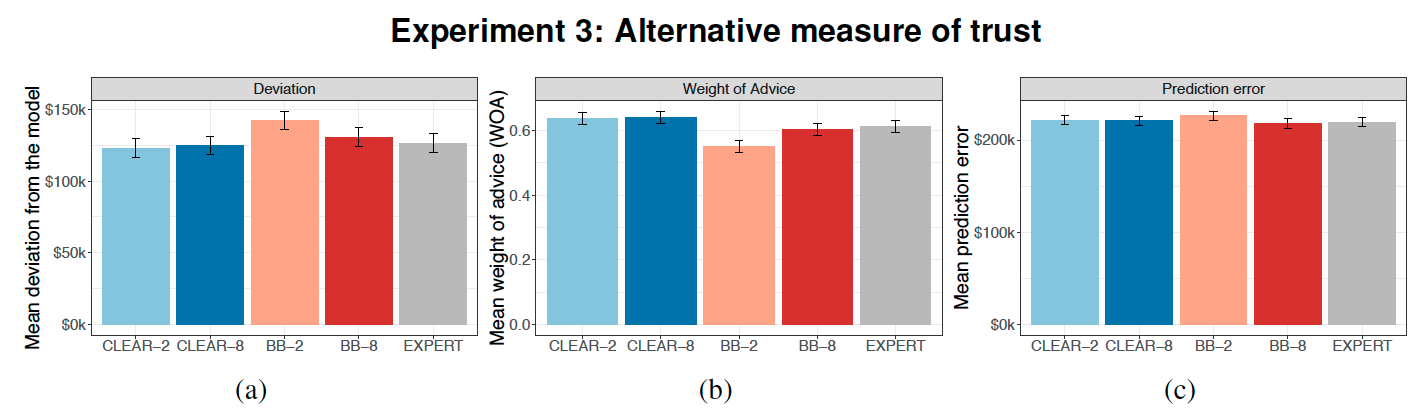 Experiment 3: Alternative measure of trust
Deviation
Mean deviation from the model
$150k
$100k
$50k
$0k
CLEAR−2 CLEAR−8 BB−2 BB−8 EXPERT
(a)
Weight of Advice
Mean weight of advice (WOA)
0.6
0.4
0.2
0.0
CLEAR−2 CLEAR−8 BB−2 BB−8 EXPERT
(b)
Prediction error
Mean prediction error
$200k
$100k
$0k
CLEAR−2 CLEAR−8 BB−2 BB−8 EXPERT
(c)